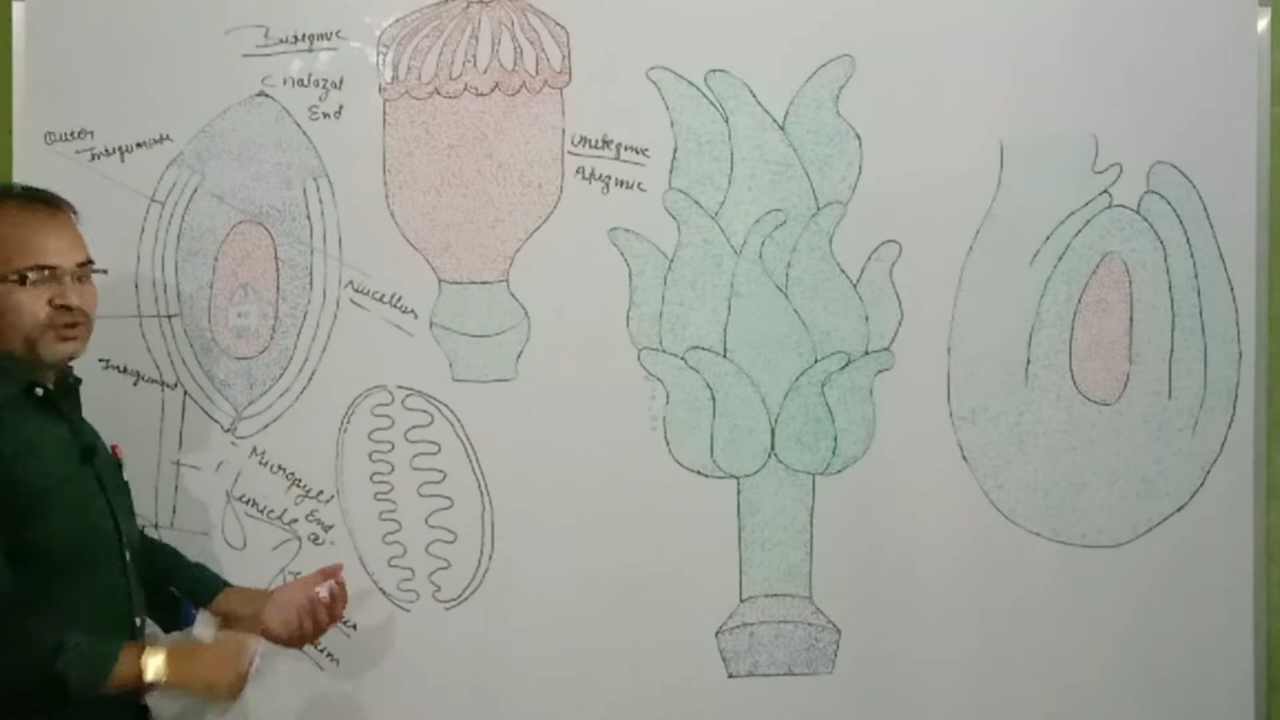 Bitegmic
Chalazal
End
Outer
Integument
Unitegmic
Ategmic
Nucellus
Integument
Micropyle
End
Funicle